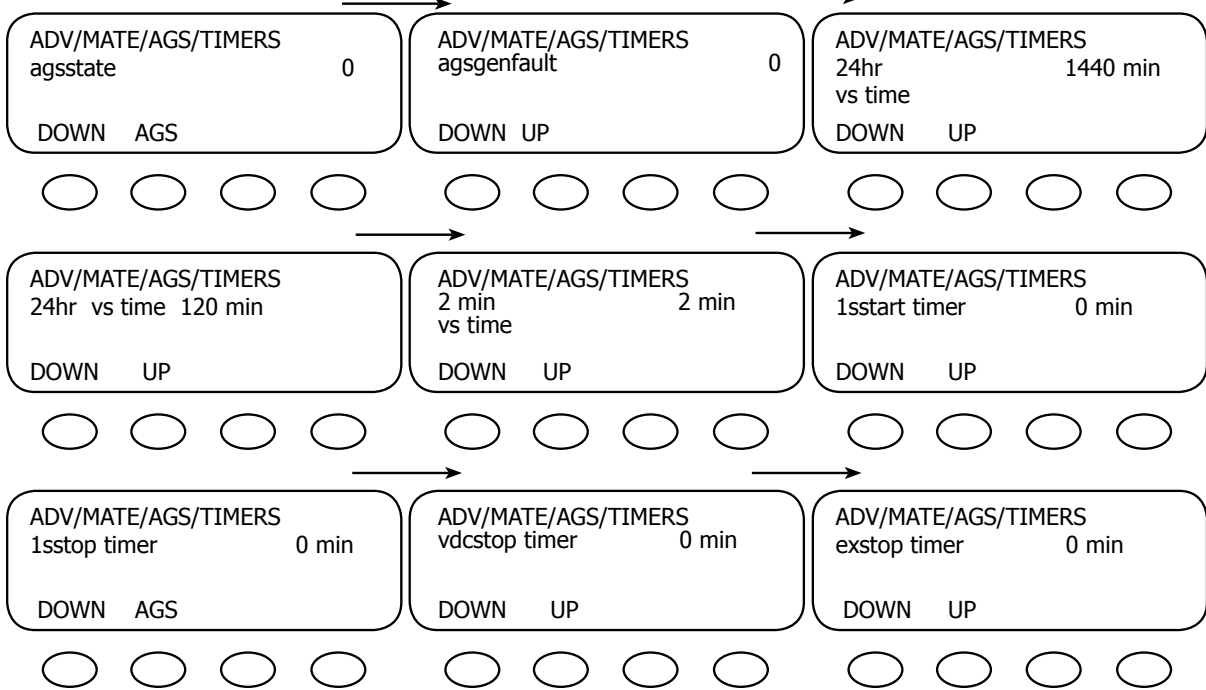 ADV/MATE/AGS/TIMERS
agsstate 0
DOWN AGS
ADV/MATE/AGS/TIMERS
agsgenfault 0
DOWN UP
ADV/MATE/AGS/TIMERS
24hr 1440 min
vs time
DOWN UP
ADV/MATE/AGS/TIMERS
24hr vs time 120 min
DOWN UP
ADV/MATE/AGS/TIMERS
2 min 2 min
vs time
DOWN UP
ADV/MATE/AGS/TIMERS
1sstart timer 0 min
DOWN UP
ADV/MATE/AGS/TIMERS
1sstop timer 0 min
DOWN AGS
ADV/MATE/AGS/TIMERS
vdcstop timer 0 min
DOWN UP
ADV/MATE/AGS/TIMERS
exstop timer 0 min
DOWN UP